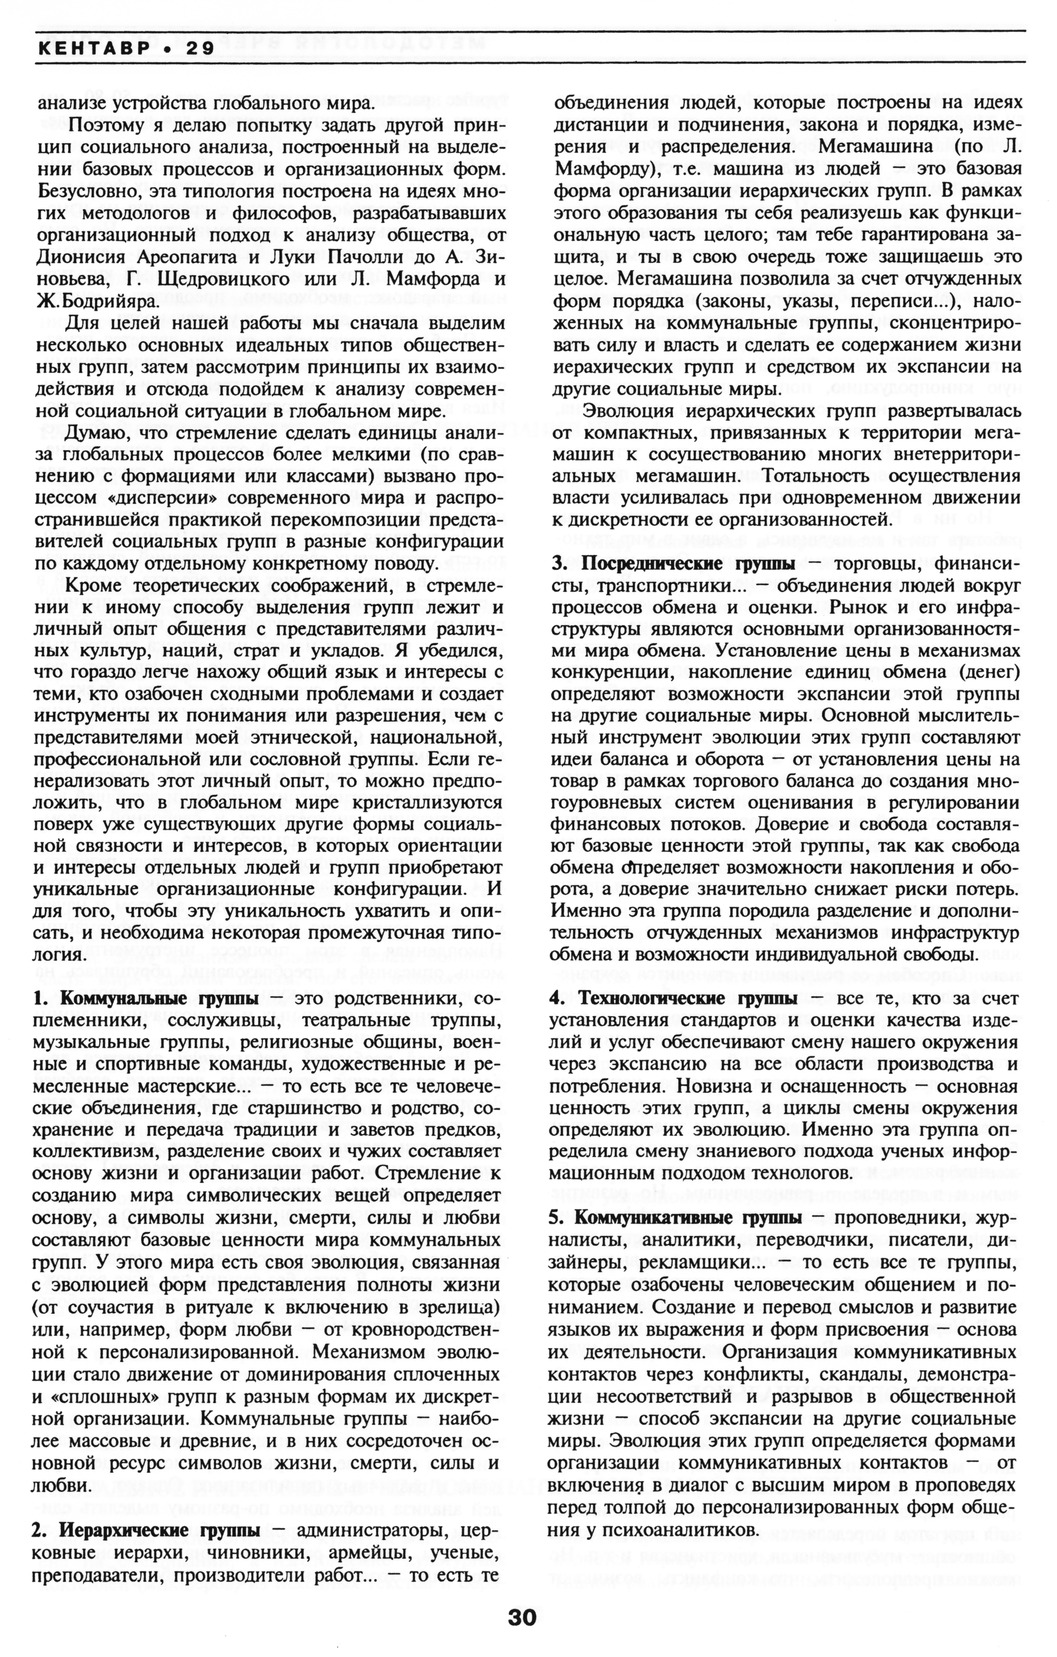 КЕНТАВР • 29
анализе устройства глобального мира.
Поэтому я делаю попытку задать другой прин-
цип социального анализа, построенный на выделе-
нии базовых процессов и организационных форм.
Безусловно, эта типология построена на идеях мно-
гих методологов и философов, разрабатывавших
организационный подход к анализу общества, от
Дионисия Ареопагита и Луки Пачолли до А. Зи-
новьева, Г. Щедровицкого или Л. Мамфорда и
Ж.Бодрийяра.
Для целей нашей работы мы сначала выделим
несколько основных идеальных типов обществен-
ных групп, затем рассмотрим принципы их взаимо-
действия и отсюда подойдем к анализу современ-
ной социальной ситуации в глобальном мире.
Думаю, что стремление сделать единицы анали-
за глобальных процессов более мелкими (по срав-
нению с формациями или классами) вызвано про-
цессом «дисперсии» современного мира и распро-
странившейся практикой перекомпозиции предста-
вителей социальных групп в разные конфигурации
по каждому отдельному конкретному поводу.
Кроме теоретических соображений, в стремле-
нии к иному способу выделения групп лежит и
личный опыт общения с представителями различ-
ных культур, наций, страт и укладов. Я убедился,
что гораздо легче нахожу общий язык и интересы с
теми, кто озабочен сходными проблемами и создает
инструменты их понимания или разрешения, чем с
представителями моей этнической, национальной,
профессиональной или сословной группы. Если ге-
нерализовать этот личный опыт, то можно предпо-
ложить, что в глобальном мире кристаллизуются
поверх уже существующих другие формы социаль-
ной связности и интересов, в которых ориентации
и интересы отдельных людей и групп приобретают
уникальные организационные конфигурации. И
для того, чтобы эту уникальность ухватить и опи-
сать, и необходима некоторая промежуточная типо-
логия.
1. Коммунальные группы — это родственники, со-
племенники, сослуживцы, театральные труппы,
музыкальные группы, религиозные общины, воен-
ные и спортивные команды, художественные и ре-
месленные мастерские... — то есть все те человече-
ские объединения, где старшинство и родство, со-
хранение и передача традиции и заветов предков,
коллективизм, разделение своих и чужих составляет
основу жизни и организации работ. Стремление к
созданию мира символических вещей определяет
основу, а символы жизни, смерти, силы и любви
составляют базовые ценности мира коммунальных
групп. У этого мира есть своя эволюция, связанная
с эволюцией форм представления полноты жизни
(от соучастия в ритуале к включению в зрелища)
или, например, форм любви — от кровнородствен-
ной к персонализированной. Механизмом эволю-
ции стало движение от доминирования сплоченных
и «сплошных» групп к разным формам их дискрет-
ной организации. Коммунальные группы — наибо-
лее массовые и древние, и в них сосредоточен ос-
новной ресурс символов жизни, смерти, силы и
любви.
2. Иерархические группы — администраторы, цер-
ковные иерархи, чиновники, армейцы, ученые,
преподаватели, производители работ... — то есть те
объединения людей, которые построены на идеях
дистанции и подчинения, закона и порядка, изме-
рения и распределения. Мегамашина (по Л.
Мамфорду), т.е. машина из людей — это базовая
форма организации иерархических групп. В рамках
этого образования ты себя реализуешь как функци-
ональную часть целого; там тебе гарантирована за-
щита, и ты в свою очередь тоже защищаешь это
целое. Мегамашина позволила за счет отчужденных
форм порядка (законы, указы, переписи...), нало-
женных на коммунальные группы, сконцентриро-
вать силу и власть и сделать ее содержанием жизни
иерахических групп и средством их экспансии на
другие социальные миры.
Эволюция иерархических групп развертывалась
от компактных, привязанных к территории мега-
машин к сосуществованию многих внетерритори-
альных мегамашин. Тотальность осуществления
власти усиливалась при одновременном движении
к дискретности ее организованностей.
3. Посреднические группы — торговцы, финанси-
сты, транспортники... — объединения людей вокруг
процессов обмена и оценки. Рынок и его инфра-
структуры являются основными организованностя-
ми мира обмена. Установление цены в механизмах
конкуренции, накопление единиц обмена (денег)
определяют возможности экспансии этой группы
на другие социальные миры. Основной мыслитель-
ный инструмент эволюции этих групп составляют
идеи баланса и оборота — от установления цены на
товар в рамках торгового баланса до создания мно-
гоуровневых систем оценивания в регулировании
финансовых потоков. Доверие и свобода составля-
ют базовые ценности этой группы, так как свобода
обмена определяет возможности накопления и обо-
рота, а доверие значительно снижает риски потерь.
Именно эта группа породила разделение и дополни-
тельность отчужденных механизмов инфраструктур
обмена и возможности индивидуальной свободы.
4. Технологические группы — все те, кто за счет
установления стандартов и оценки качества изде-
лий и услуг обеспечивают смену нашего окружения
через экспансию на все области производства и
потребления. Новизна и оснащенность — основная
ценность этих групп, а циклы смены окружения
определяют их эволюцию. Именно эта группа оп-
ределила смену знаниевого подхода ученых инфор-
мационным подходом технологов.
5. Коммуникативные группы — проповедники, жур-
налисты, аналитики, переводчики, писатели, ди-
зайнеры, рекламщики... — то есть все те группы,
которые озабочены человеческим общением и по-
ниманием. Создание и перевод смыслов и развитие
языков их выражения и форм присвоения — основа
их деятельности. Организация коммуникативных
контактов через конфликты, скандалы, демонстра-
ции несоответствий и разрывов в общественной
жизни — способ экспансии на другие социальные
миры. Эволюция этих групп определяется формами
организации коммуникативных контактов — от
включения в диалог с высшим миром в проповедях
перед толпой до персонализированных форм обще-
ния у психоаналитиков.
30